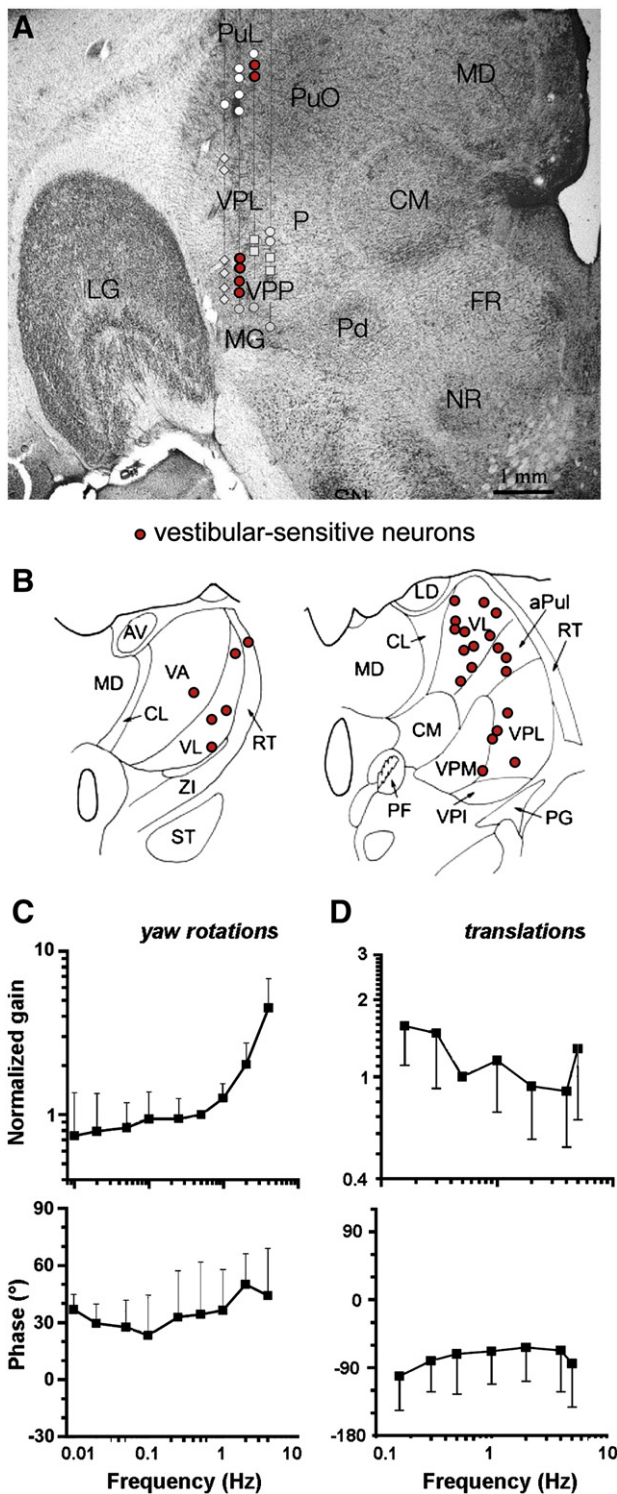 A
PuL
MD
PuO
CM
VPL
P
LG
VPP
FR
MG
Pd
NR
1 mm
SN
vestibular-sensitive neurons
B
AV
LD
aPul
VL
RT
CL
VA
MD
MD
CL
CM
VPL
VL
RT
VPM
ZI
PF
VPI
PG
ST
C
yaw rotations
D
translations
10
3
2
Normalized gain
1
1
0.4
90
90
60
0
Phase (°)
30
-90
0
-30
-180
0.01
0.1
1
10
0.1
1
10
Frequency (Hz)
Frequency (Hz)